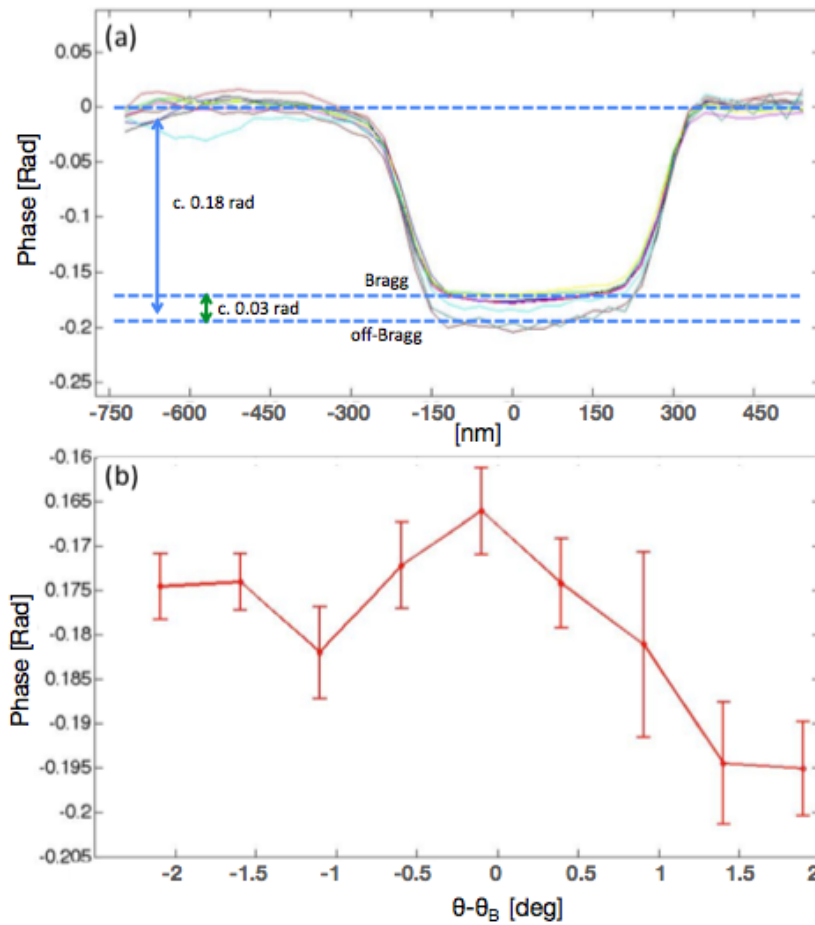 (a)
0.05
0
-0.05
-0.1
-0.15
-0.2
-0.25
Phase [Rad]
c. 0.18 rad
Bragg
c. 0.03 rad
off-Bragg
-750 -600 -450 -300 -150 0 150 300 450
[nm]
(b)
-0.16
0.165
-0.17
0.175
-0.18
0.185
-0.19
0.195
-0.2
-0.205
Phase [Rad]
-2 -1.5 -1 -0.5 0 0.5 1 1.5 2
θ-θB [deg]